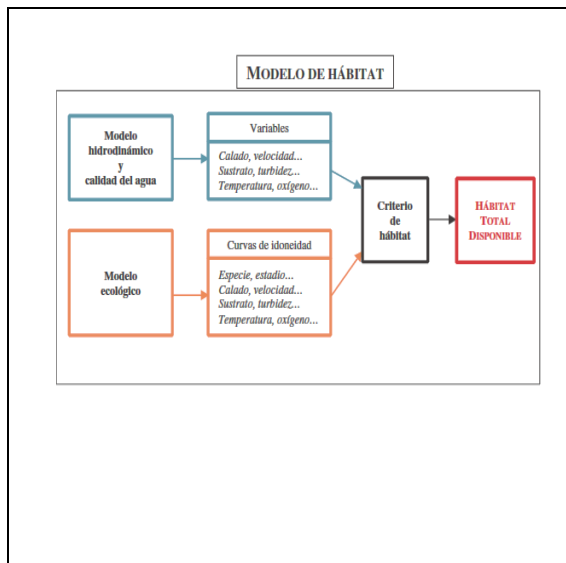 MODELO DE HÁBITAT
Modelo
hidrodinámico
y
calidad del agua
Variables
Calado, velocidad...
Sustrato, turbidez...
Temperatura, oxígeno...
Criterio
de
hábitat
HÁBITAT
TOTAL
DISPONIBLE
Modelo
ecológico
Curvas de idoneidad
Especie, estadio...
Calado, velocidad...
Sustrato, turbidez...
Temperatura, oxígeno...